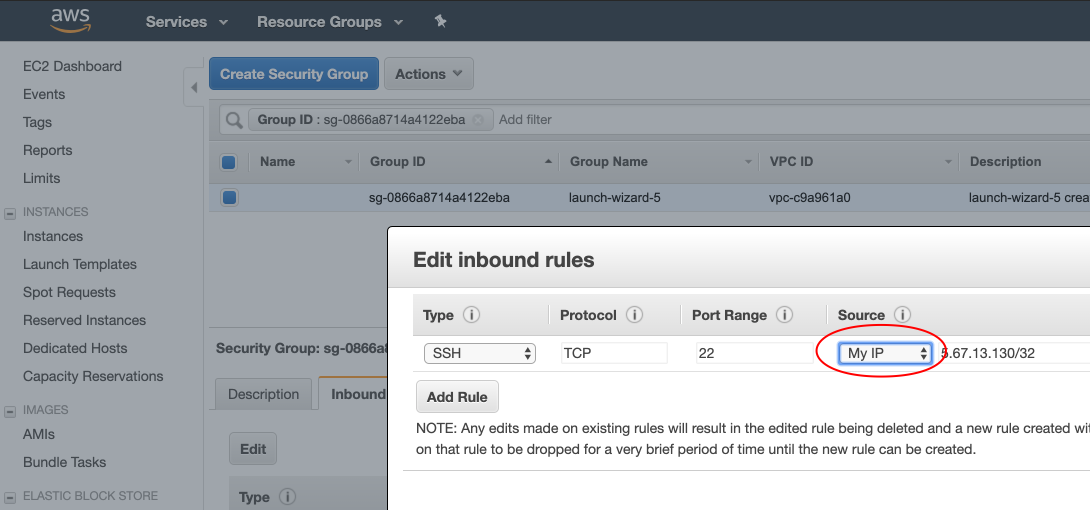 aws Services Resource Groups
EC2 Dashboard
Events
Tags
Reports
Limits
INSTANCES
Instances
Launch Templates
Spot Requests
Reserved Instances
Dedicated Hosts
Capacity Reservations
IMAGES
AMIs
Bundle Tasks
ELASTIC BLOCK STORE
Create Security Group Actions
Group ID : sg-0866a8714a4122eba Add filter
Name Group ID Group Name VPC ID Description
sg-0866a8714a4122eba launch-wizard-5 vpc-c9a961a0 launch-wizard-5 crea
Security Group: sg-0866a8
Description Inbound
Edit
Type i
Edit inbound rules
Type i Protocol i Port Range i Source i
SSH TCP 22 My IP 5.67.13.130/32
Add Rule
NOTE: Any edits made on existing rules will result in the edited rule being deleted and a new rule created wi
on that rule to be dropped for a very brief period of time until the new rule can be created.